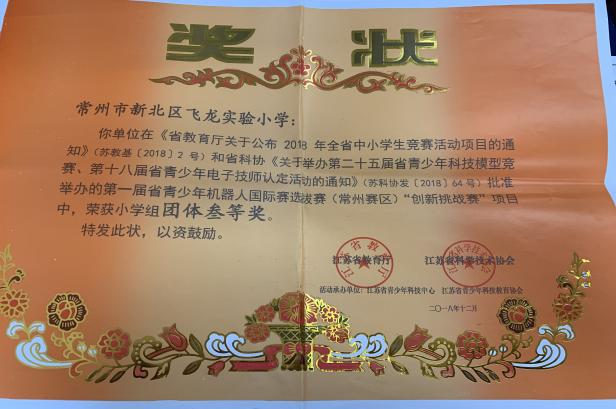 奖 状
常州市新北区飞龙实验小学：
你单位在《省教育厅关于公布 2018 年全省中小学生竞赛活动项目的通
知》（苏教基〔2018〕2 号）和省科协《关于举办第二十五届省青少年科技模型竞
赛、第十八届省青少年电子技师认定活动的通知》（苏科协发〔2018〕64 号）批准
举办的第一届省青少年机器人国际赛选拔赛（常州赛区）“创新挑战赛”项目
中，荣获小学组团体叁等奖。
特发此状，以资鼓励。
江苏省教育厅 江苏省科学技术协会
活动承办单位：江苏省青少年科技中心 江苏省青少年科技教育协会
二〇一八年十二月